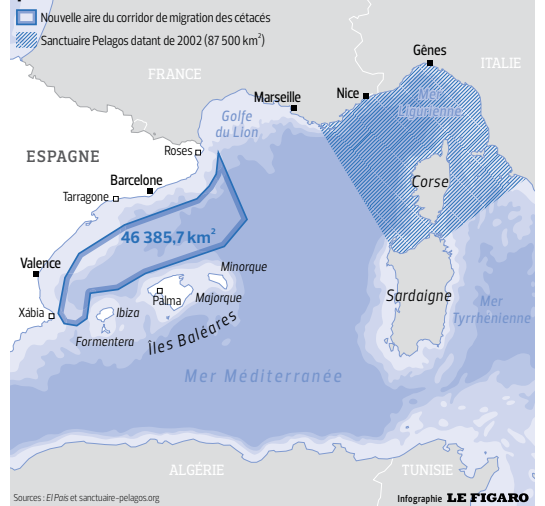 Nouvelle aire du corridor de migration des cétacés
Sanctuaire Pelagos datant de 2002 (87 500 km²)
Gênes
ITALIE
FRANCE
Marseille
Nice
Mer
Ligurienne
Golfe
du Lion
Roses
ESPAGNE
Barcelone
Corse
Tarragone
46 385,7 km²
Valence
Minorque
Palma
Majorque
Sardaigne
Mer
Tyrrhénienne
Xábia
Ibiza
Formentera
Îles Baléares
Mer Méditerranée
ALGÉRIE
TUNISIE
Sources : El Pais et sanctuaire-pelagos.org
Infographie LE FIGARO